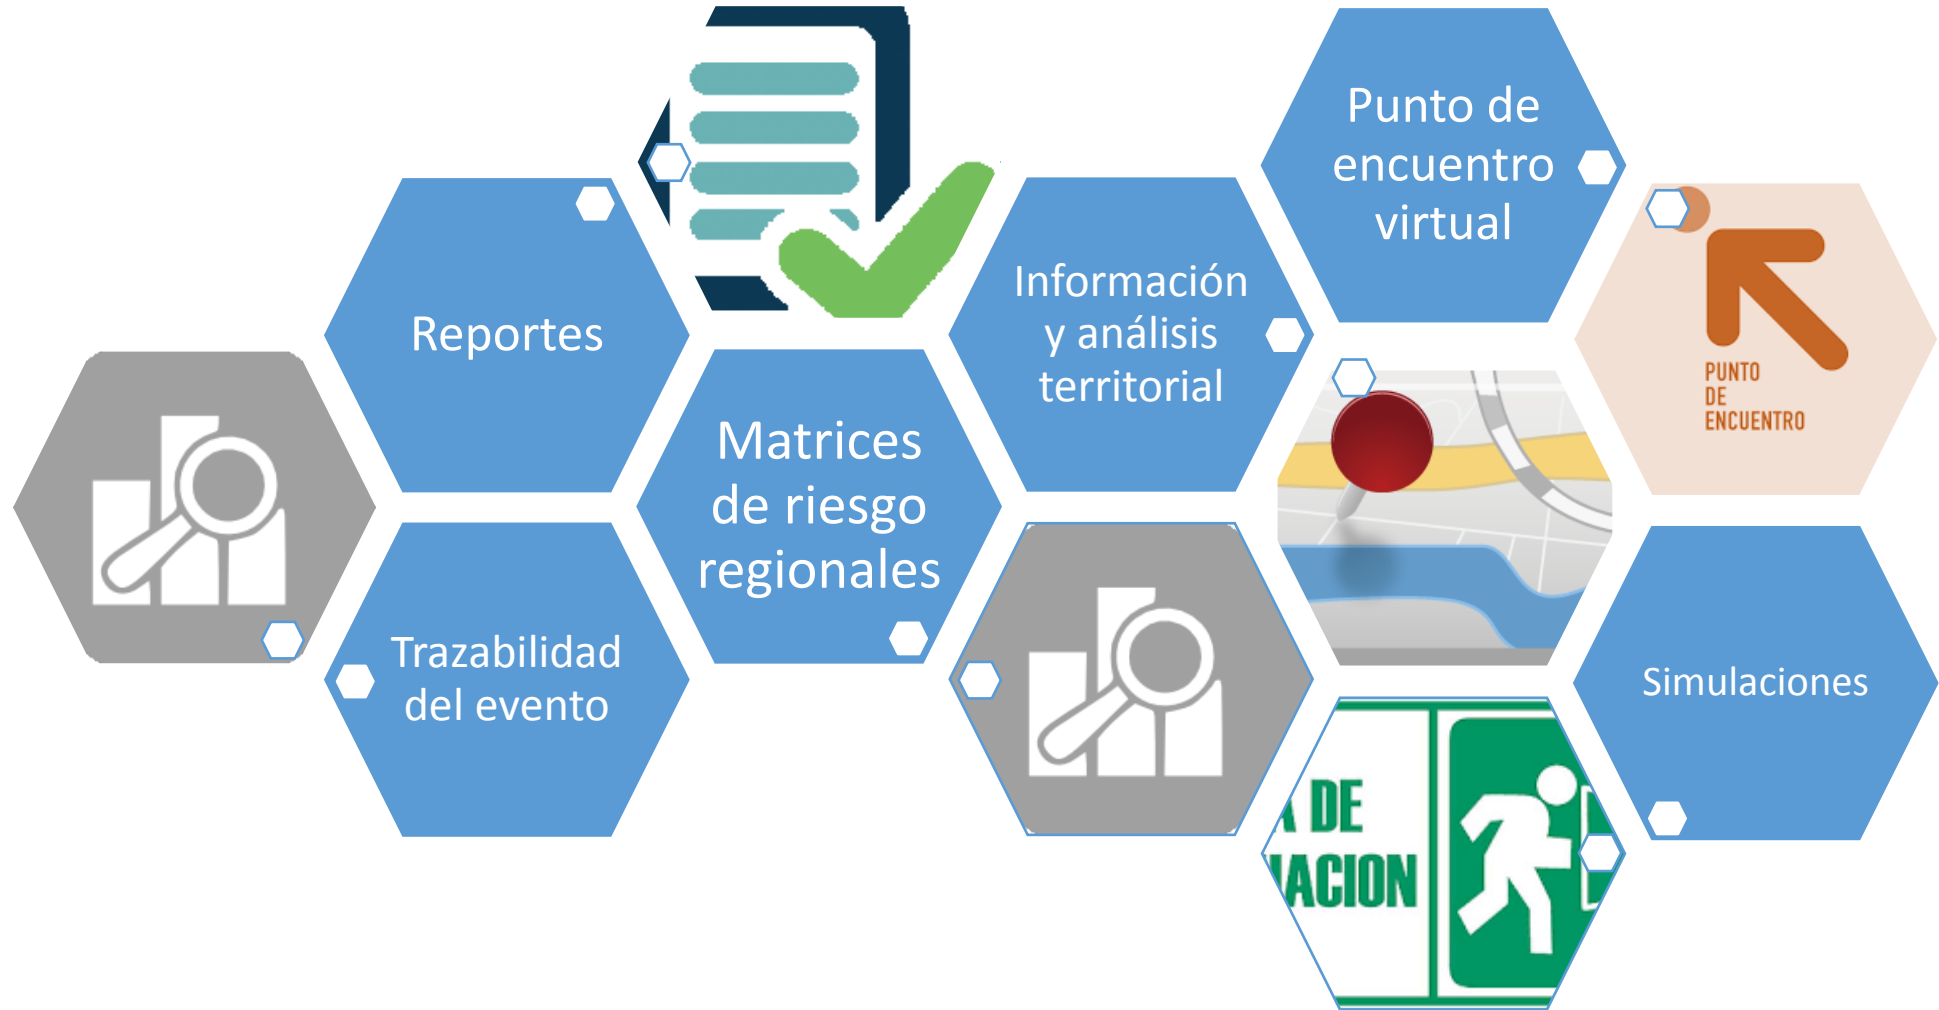 Reportes
Trazabilidad
del evento
Matrices
de riesgo
regionales
Información
y análisis
territorial
Punto de
encuentro
virtual
PUNTO
DE
ENCUENTRO
Simulaciones
DE